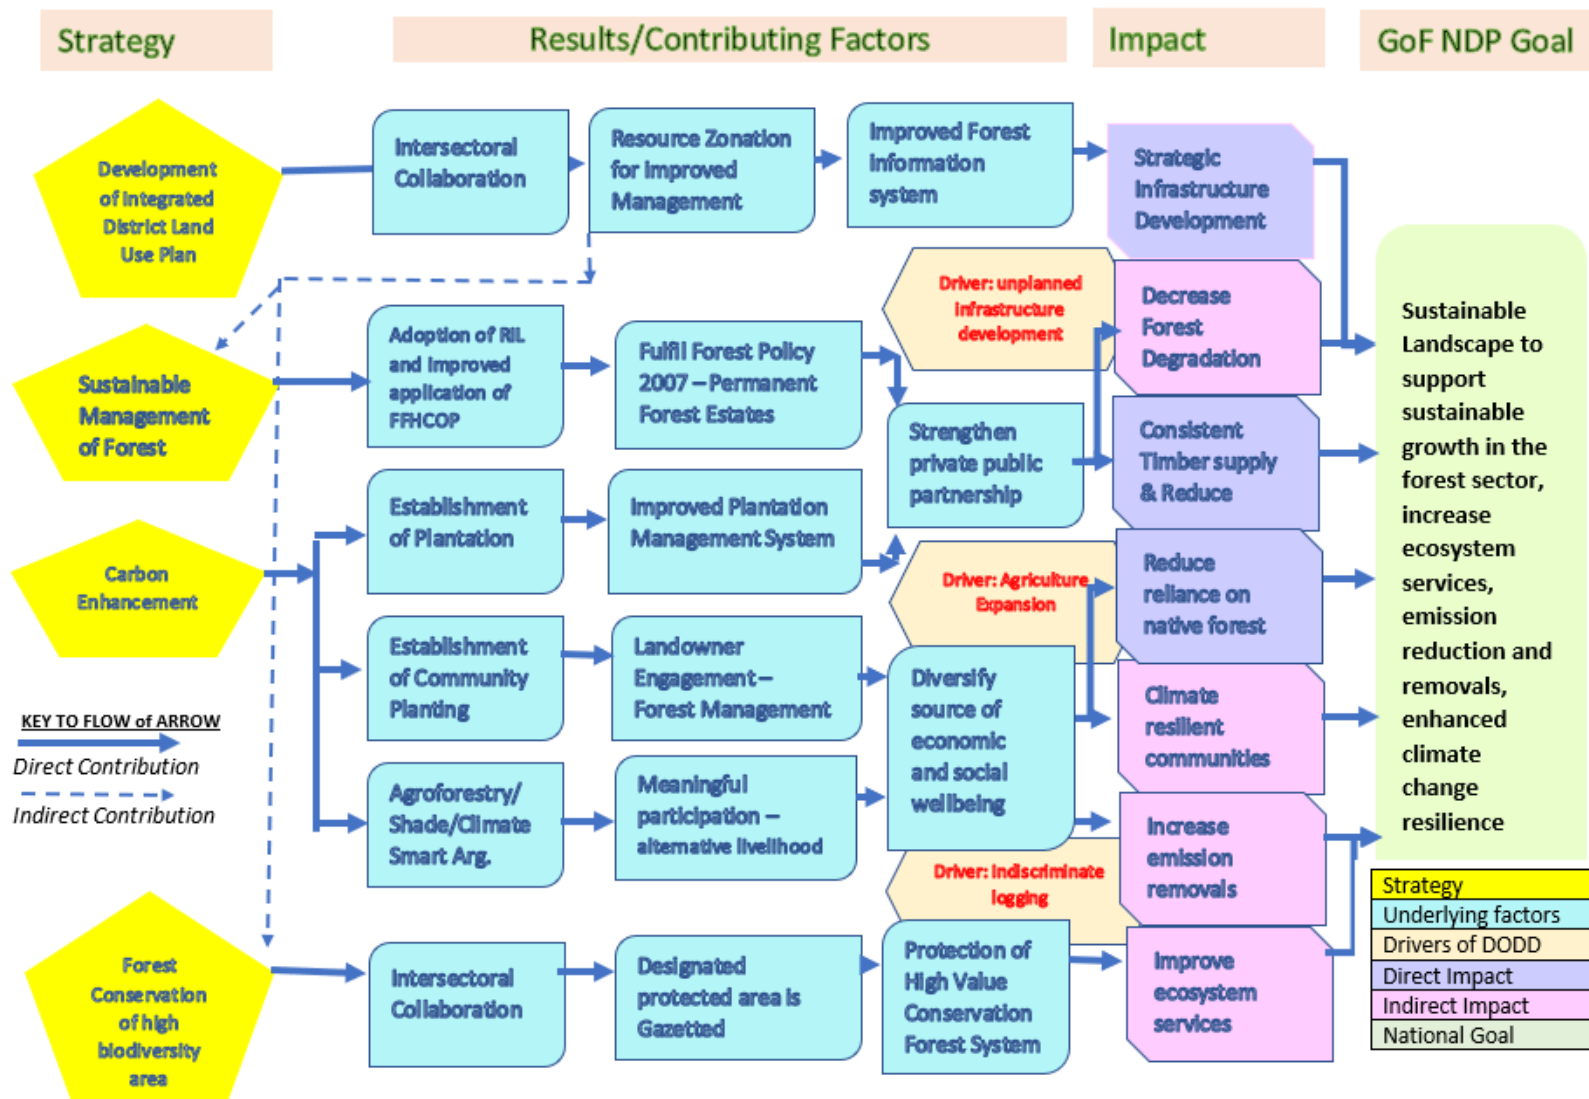 Strategy
Results/Contributing Factors
Impact
GoF NDP Goal
Development
of Integrated
District Land
Use Plan
Intersectoral
Collaboration
Resource Zonation
for Improved
Management
Improved Forest
Information
system
Strategic
Infrastructure
Development
Driver: unplanned
infrastructure
development
Decrease
Forest
Degradation
Sustainable
Management
of Forest
Adoption of RIL
and improved
application of
FFHCOP
Fulfil Forest Policy
2007 – Permanent
Forest Estates
Strengthen
private public
partnership
Consistent
Timber supply
& Reduce
Carbon
Enhancement
Establishment
of Plantation
Improved Plantation
Management System
Driver: Agriculture
Expansion
Reduce
reliance on
native forest
Establishment
of Community
Planting
Landowner
Engagement –
Forest Management
Diversify
source of
economic
and social
wellbeing
Climate
resilient
communities
Agroforestry/
Shade/Climate
Smart Arg.
Meaningful
participation –
alternative livelihood
Increase
emission
removals
Driver: Indiscriminate
logging
Forest
Conservation
of high
biodiversity
area
Intersectoral
Collaboration
Designated
protected area is
Gazetted
Protection of
High Value
Conservation
Forest System
Improve
ecosystem
services
Sustainable
Landscape to
support
sustainable
growth in the
forest sector,
increase
ecosystem
services,
emission
reduction and
removals,
enhanced
climate
change
resilience
KEY TO FLOW of ARROW
Direct Contribution
Indirect Contribution
Strategy
Underlying factors
Drivers of DODD
Direct Impact
Indirect Impact
National Goal